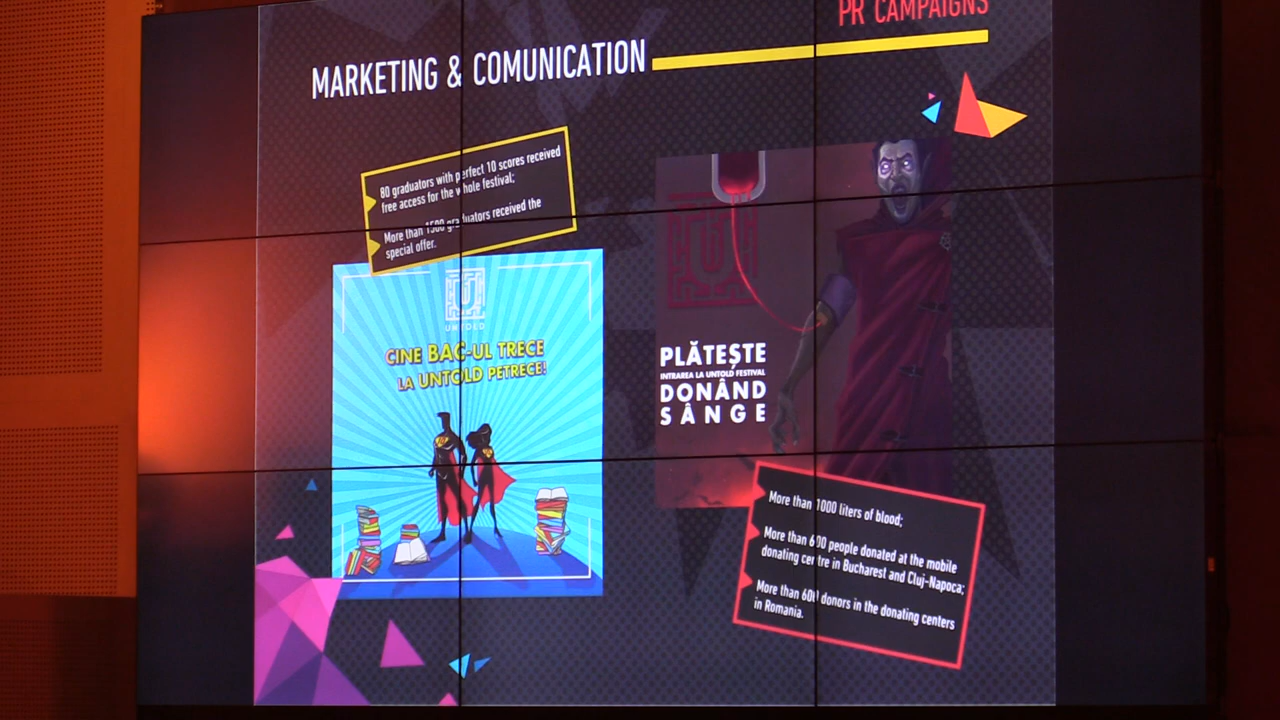 PR CAMPAIGNS
MARKETING & COMUNICATION
80 graduators with perfect 10 scores received
free access for the whole festival;
More than 1500 graduators received the
special offer.
UNTOLD
CINE BAC-UL TRECE
LA UNTOLD PETRECE!
PLĂTEȘTE
INTRAREA LA UNTOLD FESTIVAL
DONÂND
SÂNGE
More than 1000 liters of blood;
More than 600 people donated at the mobile
donating centre in Bucharest and Cluj-Napoca;
More than 600 donors in the donating centers
in Romania.